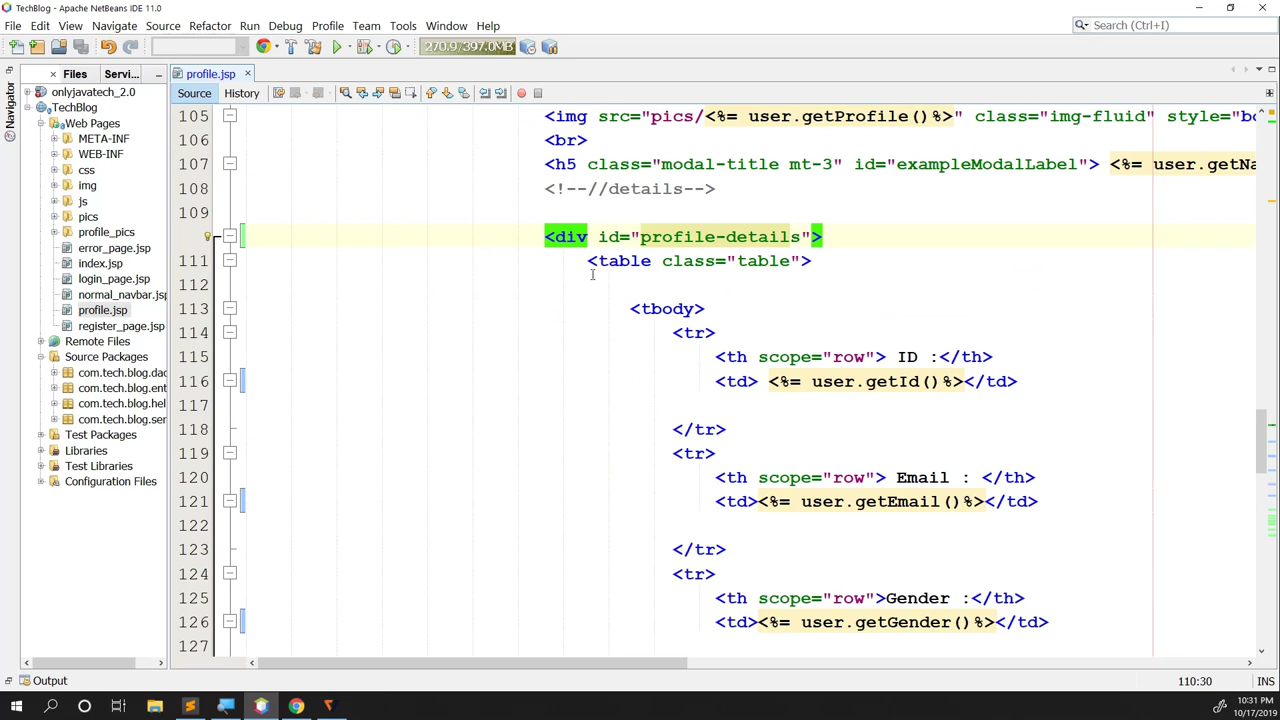 TechBlog - Apache NetBeans IDE 11.0
File Edit View Navigate Source Refactor Run Debug Profile Team Tools Window Help
Search (Ctrl+I)
270.9/397.0MB
Files Servi...
profile.jsp
Navigator
Source History
onlyjavatech_2.0
TechBlog
Web Pages
META-INF
WEB-INF
css
img
js
pics
profile_pics
error_page.jsp
index.jsp
login_page.jsp
normal_navbar.jsp
profile.jsp
register_page.jsp
Remote Files
Source Packages
com.tech.blog.dao
com.tech.blog.ent
com.tech.blog.hel
com.tech.blog.ser
Test Packages
Libraries
Test Libraries
Configuration Files
105 <img src="pics/<%= user.getProfile()%>" class="img-fluid" style="bo
106 <br>
107 <h5 class="modal-title mt-3" id="exampleModalLabel"> <%= user.getNa
108 <!--//details-->
109
<div id="profile-details">
111 <table class="table">
112
113 <tbody>
114 <tr>
115 <th scope="row"> ID :</th>
116 <td> <%= user.getId()%></td>
117
118 </tr>
119 <tr>
120 <th scope="row"> Email : </th>
121 <td><%= user.getEmail()%></td>
122
123 </tr>
124 <tr>
125 <th scope="row">Gender :</th>
126 <td><%= user.getGender()%></td>
127
Output
110:30 INS
10:31 PM
10/17/2019